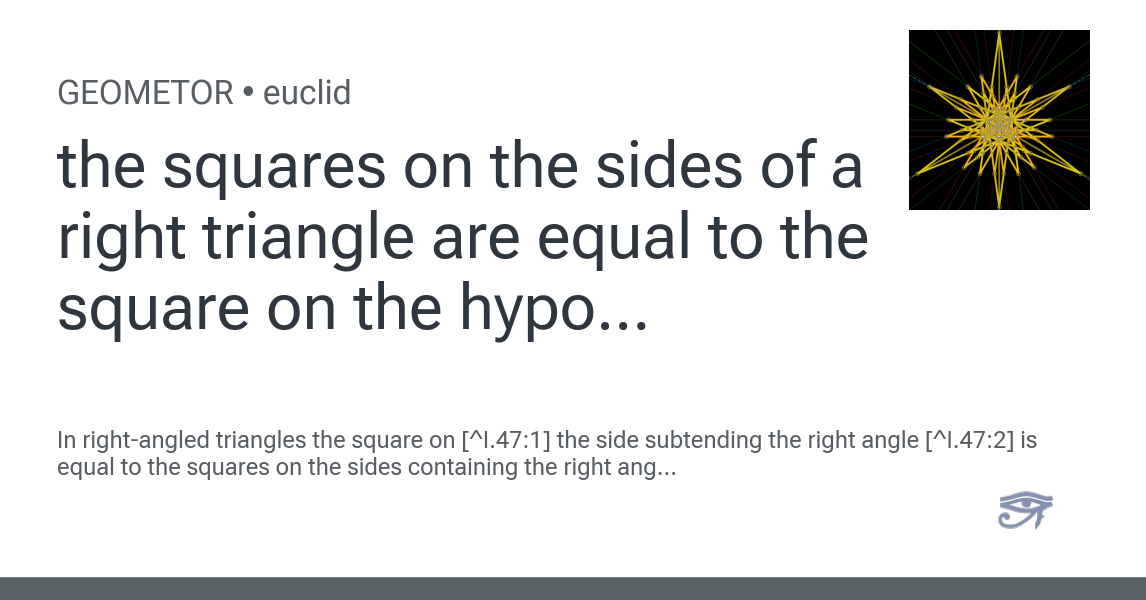 GEOMETOR • euclid
the squares on the sides of a
right triangle are equal to the
square on the hypo...
In right-angled triangles the square on [^I.47:1] the side subtending the right angle [^I.47:2] is
equal to the squares on the sides containing the right ang...